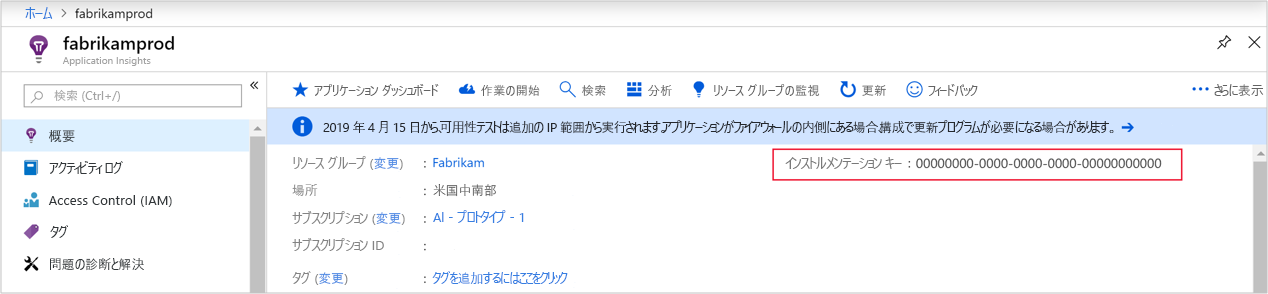 ホーム > fabrikamprod
fabrikamprod
Application Insights
検索 (Ctrl+/)
«
概要
アクティビティ ログ
Access Control (IAM)
タグ
問題の診断と解決
アプリケーション ダッシュボード 作業の開始 検索 分析 リソース グループの監視 更新 フィードバック ··· さらに表示
2019 年 4 月 15 日から、可用性テストは追加の IP 範囲から実行されます。アプリケーションがファイアウォールの内側にある場合、構成で更新プログラムが必要になる場合があります。 →
リソース グループ (変更) : Fabrikam
インストルメンテーション キー : 00000000-0000-0000-0000-00000000000
場所 : 米国中南部
サブスクリプション (変更) : AI - プロトタイプ - 1
サブスクリプション ID :
タグ (変更) : タグを追加するにはここをクリック